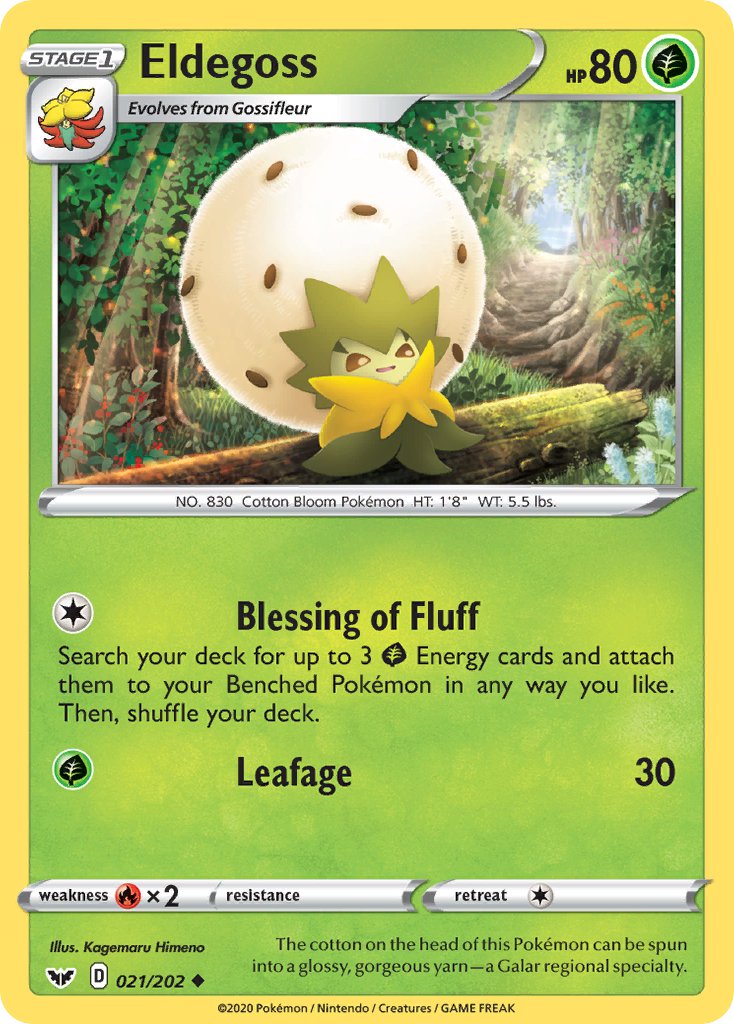 STAGE1
Eldegoss
HP80
Evolves from Gossifleur
NO. 830 Cotton Bloom Pokémon HT: 1'8" WT: 5.5 lbs.
Blessing of Fluff
Search your deck for up to 3 Energy cards and attach
them to your Benched Pokémon in any way you like.
Then, shuffle your deck.
Leafage 30
weakness ×2 resistance retreat
Illus. Kagemaru Himeno
The cotton on the head of this Pokémon can be spun
into a glossy, gorgeous yarn—a Galar regional specialty.
D 021/202
©2020 Pokémon / Nintendo / Creatures / GAME FREAK